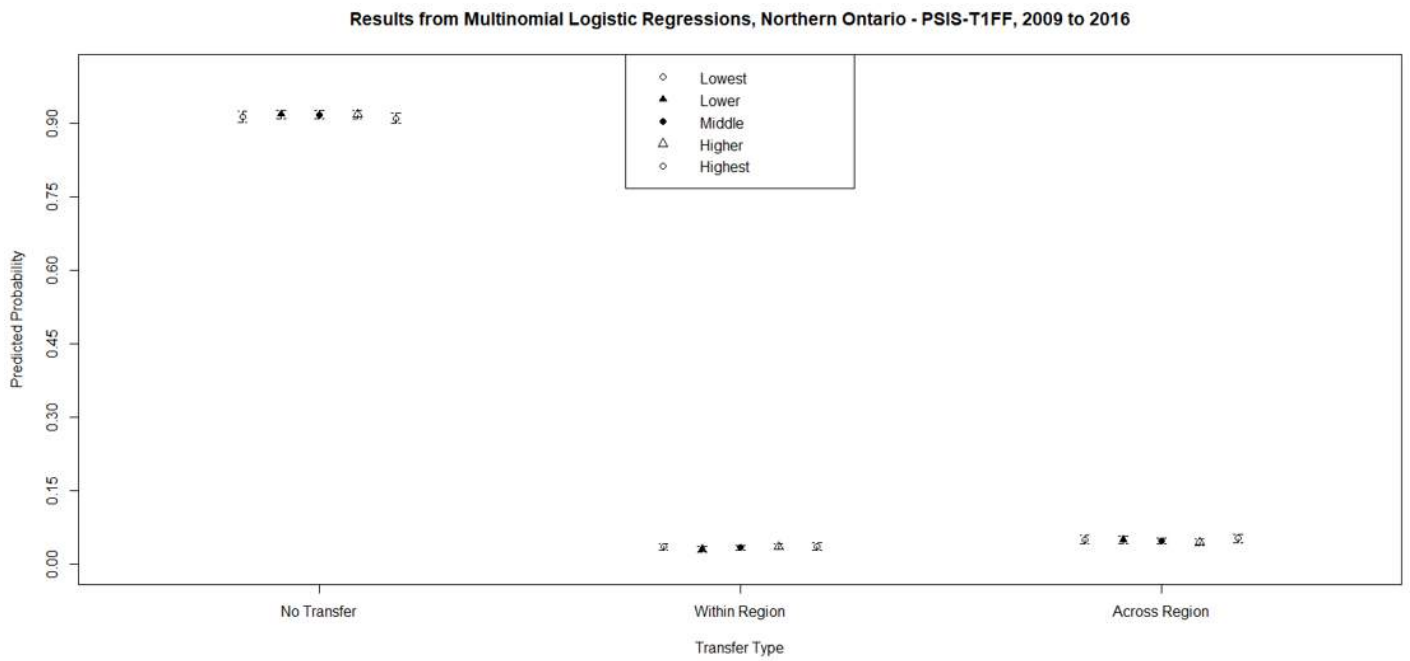 Results from Multinomial Logistic Regressions, Northern Ontario - PSIS-T1FF, 2009 to 2016
Lowest
Lower
Middle
Higher
Highest
Predicted Probability
0.90
0.75
0.60
0.45
0.30
0.15
0.00
No Transfer
Within Region
Across Region
Transfer Type